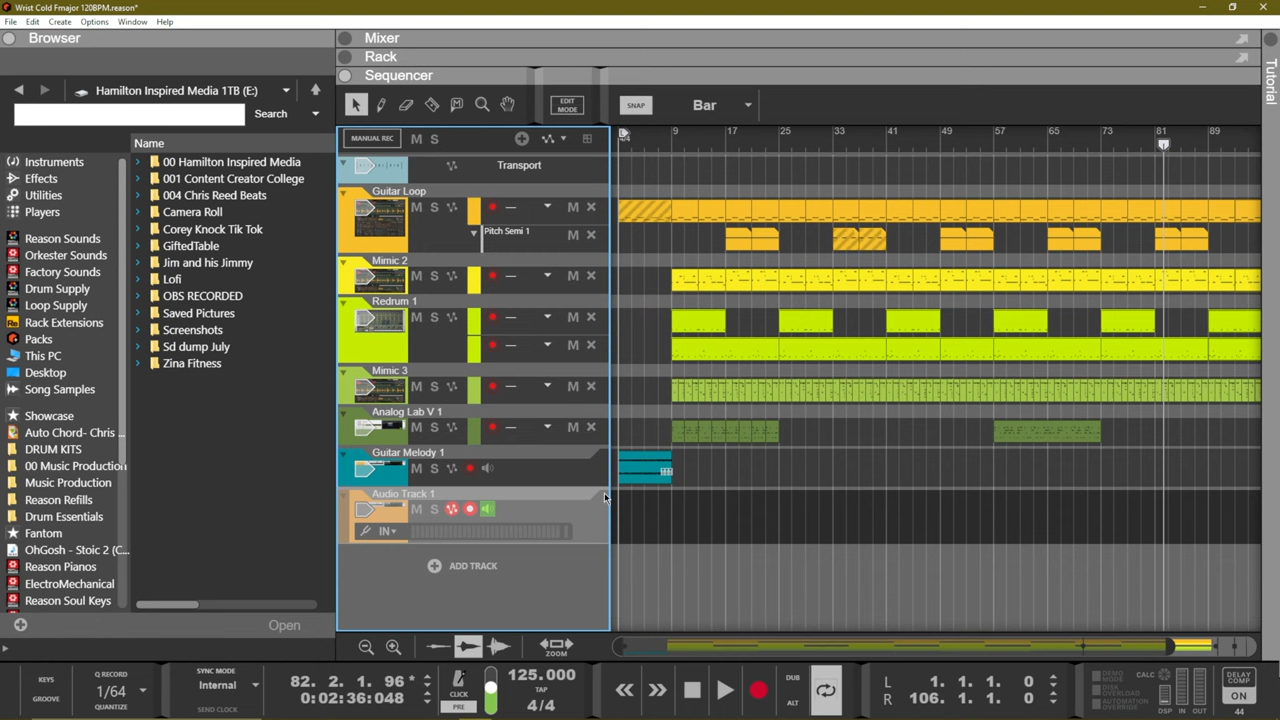 Wrist Cold Fmajor 120BPM.reason*
File Edit Create Options Window Help
Browser
Mixer
Rack
Sequencer
Tutorial
Hamilton Inspired Media 1TB (E:)
Search
EDIT MODE
SNAP
Bar
Name
Instruments
Effects
Utilities
Players
Reason Sounds
Orkester Sounds
Factory Sounds
Drum Supply
Loop Supply
Rack Extensions
Packs
This PC
Desktop
Song Samples
Showcase
Auto Chord- Chris ...
DRUM KITS
00 Music Production
Music Production
Reason Refills
Drum Essentials
Fantom
OhGosh - Stoic 2 (C...
Reason Pianos
ElectroMechanical
Reason Soul Keys
00 Hamilton Inspired Media
001 Content Creator College
004 Chris Reed Beats
Camera Roll
Corey Knock Tik Tok
GiftedTable
Jim and his Jimmy
Lofi
OBS RECORDED
Saved Pictures
Screenshots
Sd dump July
Zina Fitness
Open
MANUAL REC M S
9 17 25 33 41 49 57 65 73 81 89
Transport
Guitar Loop
M S M
Pitch Semi 1
M
Mimic 2
M S M
Redrum 1
M S M
M
Mimic 3
M S M
Analog Lab V 1
M S M
Guitar Melody 1
M S
Audio Track 1
M S
IN
ADD TRACK
ZOOM
KEYS
GROOVE
Q RECORD
1/64
QUANTIZE
SYNC MODE
Internal
SEND CLOCK
82. 2. 1. 96 *
0:02:36:048
CLICK
PRE
125.000
TAP
4/4
DUB
ALT
L 1. 1. 1. 0
R 106. 1. 1. 0
DEMO MODE
DISK OVERLOAD
AUTOMATION OVERRIDE
CALC
DSP IN OUT
DELAY COMP
ON
44